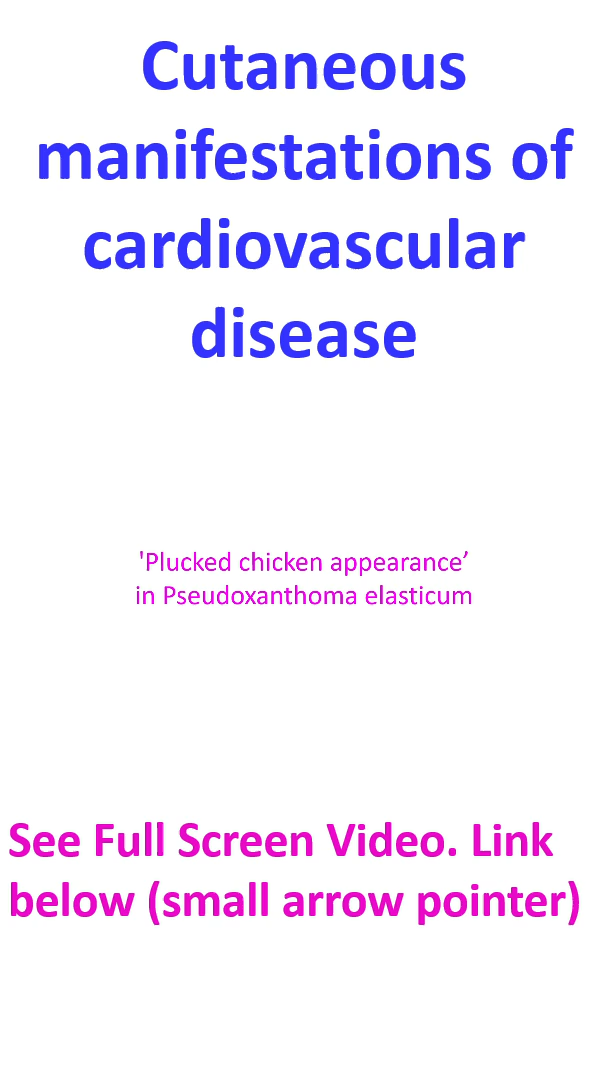 Cutaneous
manifestations of
cardiovascular
disease
'Plucked chicken appearance’
in Pseudoxanthoma elasticum
See Full Screen Video. Link
below (small arrow pointer)